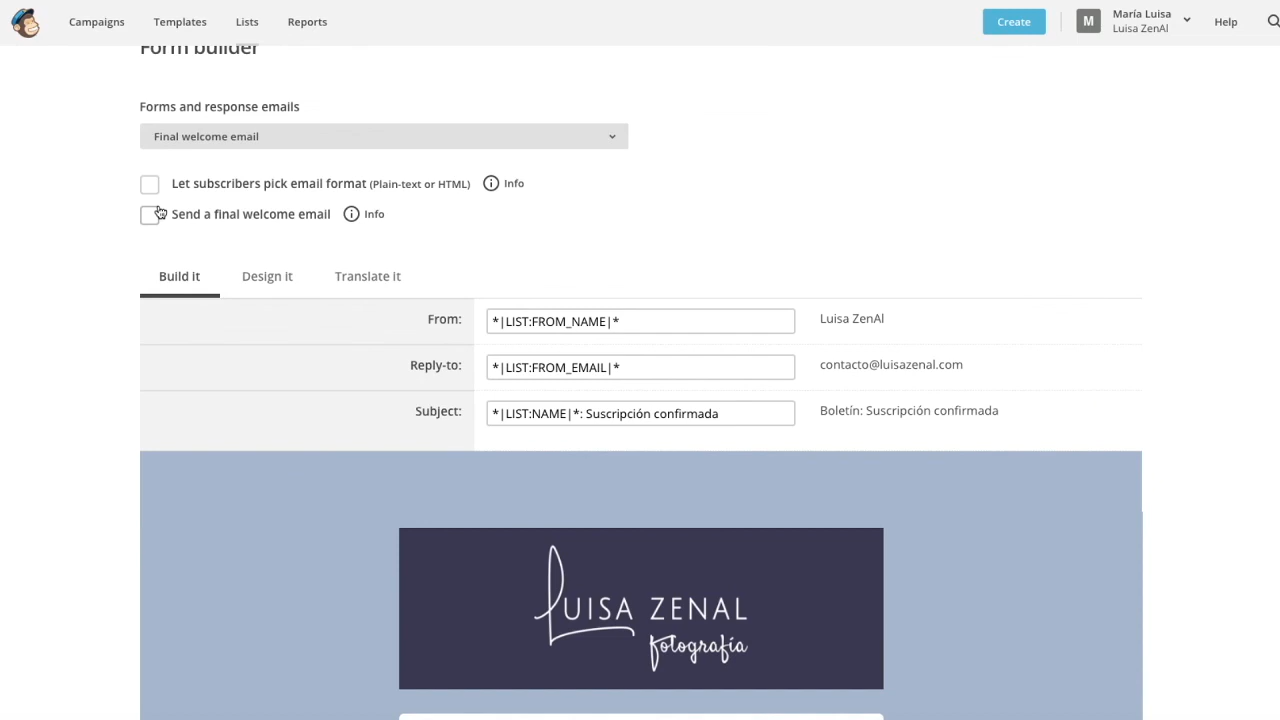 Campaigns
Templates
Lists
Reports
Create
M
María Luisa
Luisa ZenAl
Help
Form builder
Forms and response emails
Final welcome email
Let subscribers pick email format (Plain-text or HTML)
Info
Send a final welcome email
Info
Build it
Design it
Translate it
From:
*|LIST:FROM_NAME|*
Luisa ZenAl
Reply-to:
*|LIST:FROM_EMAIL|*
contacto@luisazenal.com
Subject:
*|LIST:NAME|*: Suscripción confirmada
Boletín: Suscripción confirmada
LUISA ZENAL
fotografía